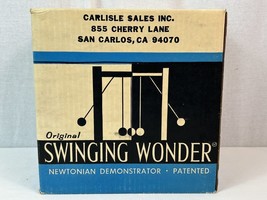 CARLISLE SALES INC.
855 CHERRY LANE
SAN CARLOS, CA 94070
Original
SWINGING WONDER®
NEWTONIAN DEMONSTRATOR · PATENTED